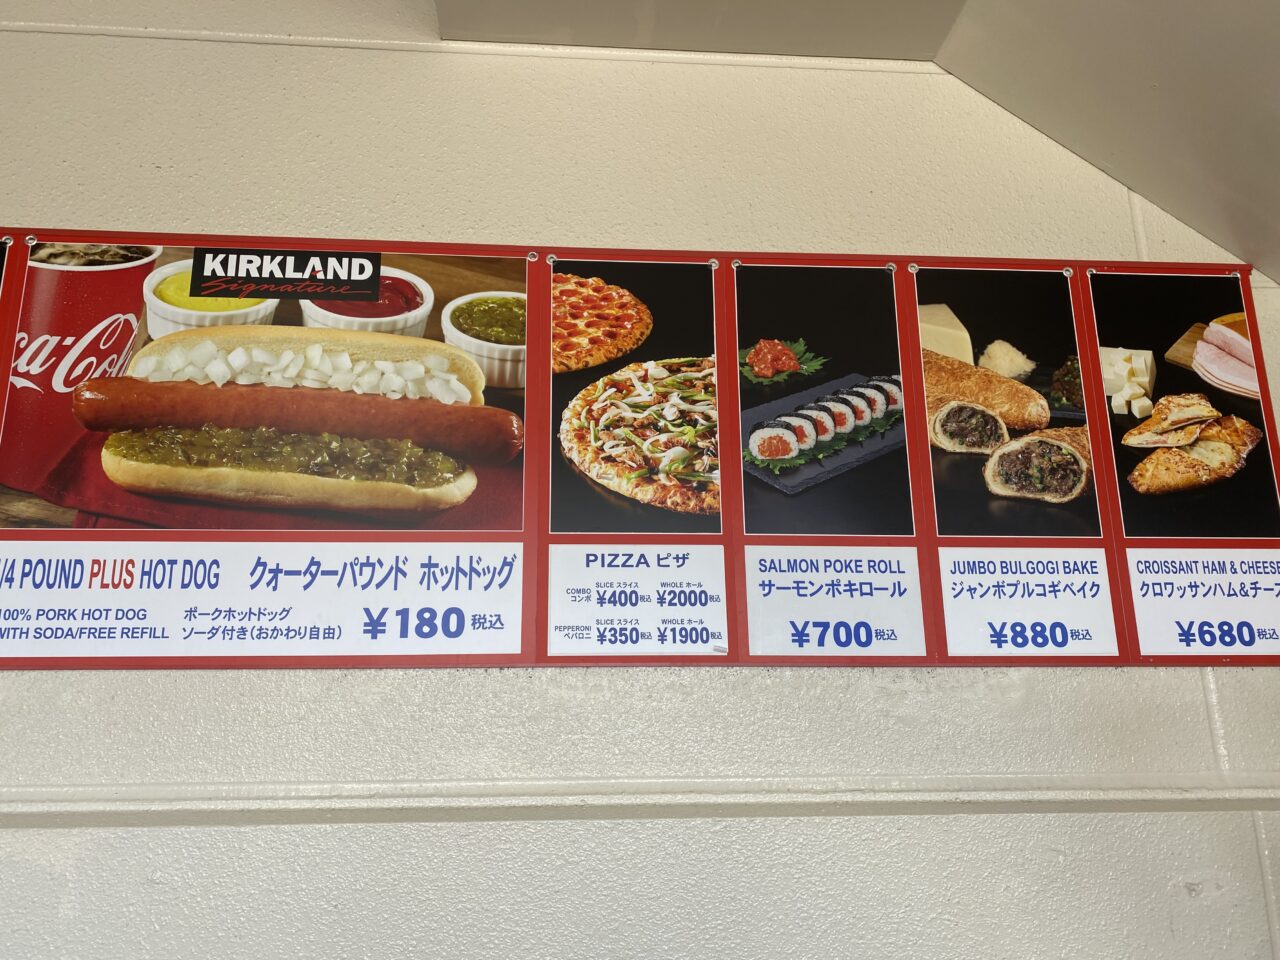 KIRKLAND
Signature
ca-Cola
/4 POUND PLUS HOT DOG クォーターパウンド ホットドッグ
100% PORK HOT DOG ポークホットドッグ
WITH SODA/FREE REFILL ソーダ付き(おかわり自由)
¥180税込
PIZZA ピザ
COMBO コンボ
SLICE スライス ¥400税込
WHOLE ホール ¥2000税込
PEPPERONI ペパロニ
SLICE スライス ¥350税込
WHOLE ホール ¥1900税込
SALMON POKE ROLL
サーモンポキロール
¥700税込
JUMBO BULGOGI BAKE
ジャンボプルコギベイク
¥880税込
CROISSANT HAM & CHEESE
クロワッサンハム&チーズ
¥680税込